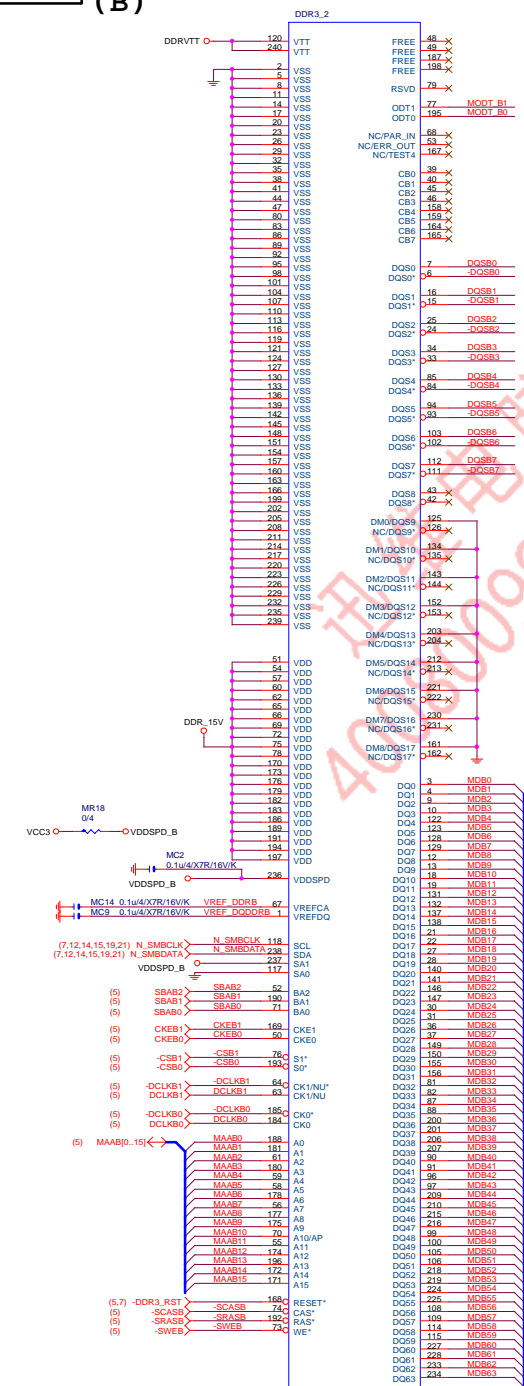 (B)
DDR3_2
DDRVTT 120 VTT
240 VTT
2 VSS
5 VSS
8 VSS
11 VSS
14 VSS
17 VSS
20 VSS
23 VSS
26 VSS
29 VSS
32 VSS
35 VSS
38 VSS
41 VSS
44 VSS
47 VSS
80 VSS
83 VSS
86 VSS
89 VSS
92 VSS
95 VSS
98 VSS
101 VSS
104 VSS
107 VSS
110 VSS
113 VSS
116 VSS
119 VSS
121 VSS
124 VSS
127 VSS
130 VSS
133 VSS
136 VSS
139 VSS
142 VSS
145 VSS
148 VSS
151 VSS
154 VSS
157 VSS
160 VSS
163 VSS
166 VSS
199 VSS
202 VSS
205 VSS
208 VSS
211 VSS
214 VSS
217 VSS
220 VSS
223 VSS
226 VSS
229 VSS
232 VSS
235 VSS
239 VSS
DDR_15V
51 VDD
54 VDD
57 VDD
60 VDD
62 VDD
65 VDD
66 VDD
69 VDD
72 VDD
75 VDD
78 VDD
170 VDD
173 VDD
176 VDD
179 VDD
182 VDD
183 VDD
186 VDD
189 VDD
191 VDD
194 VDD
197 VDD
MR18
0/4
VCC3 VDDSPD_B
MC2
0.1u/4/X7R/16V/K
VDDSPD_B 236 VDDSPD
MC14 0.1u/4/X7R/16V/K VREF_DDRB 67 VREFCA
MC9 0.1u/4/X7R/16V/K VREF_DQDDRB 1 VREFDQ
(7,12,14,15,19,21) N_SMBCLK N_SMBCLK 118 SCL
(7,12,14,15,19,21) N_SMBDATA N_SMBDATA 238 SDA
VDDSPD_B 237 SA1
117 SA0
(5) SBAB2 SBAB2 52 BA2
(5) SBAB1 SBAB1 190 BA1
(5) SBAB0 SBAB0 71 BA0
(5) CKEB1 CKEB1 169 CKE1
(5) CKEB0 CKEB0 50 CKE0
(5) -CSB1 -CSB1 76 S1*
(5) -CSB0 -CSB0 193 S0*
(5) -DCLKB1 -DCLKB1 64 CK1/NU*
(5) DCLKB1 DCLKB1 63 CK1/NU
(5) -DCLKB0 -DCLKB0 185 CK0*
(5) DCLKB0 DCLKB0 184 CK0
(5) MAAB[0..15]
MAAB0 188 A0
MAAB1 181 A1
MAAB2 61 A2
MAAB3 180 A3
MAAB4 59 A4
MAAB5 58 A5
MAAB6 178 A6
MAAB7 56 A7
MAAB8 177 A8
MAAB9 175 A9
MAAB10 70 A10/AP
MAAB11 55 A11
MAAB12 174 A12
MAAB13 196 A13
MAAB14 172 A14
MAAB15 171 A15
(5,7) -DDR3_RST 168 RESET*
(5) -SCASB -SCASB 74 CAS*
(5) -SRASB -SRASB 192 RAS*
(5) -SWEB -SWEB 73 WE*
FREE 48
FREE 49
FREE 187
FREE 198
RSVD 79
ODT1 77 MODT_B1
ODT0 195 MODT_B0
NC/PAR_IN 68
NC/ERR_OUT 53
NC/TEST4 167
CB0 39
CB1 40
CB2 45
CB3 46
CB4 158
CB5 159
CB6 164
CB7 165
DQS0 7 DQSB0
DQS0* 6 -DQSB0
DQS1 16 DQSB1
DQS1* 15 -DQSB1
DQS2 25 DQSB2
DQS2* 24 -DQSB2
DQS3 34 DQSB3
DQS3* 33 -DQSB3
DQS4 85 DQSB4
DQS4* 84 -DQSB4
DQS5 94 DQSB5
DQS5* 93 -DQSB5
DQS6 103 DQSB6
DQS6* 102 -DQSB6
DQS7 112 DQSB7
DQS7* 111 -DQSB7
DQS8 43
DQS8* 42
DM0/DQS9 125
NC/DQS9* 126
DM1/DQS10 134
NC/DQS10* 135
DM2/DQS11 143
NC/DQS11* 144
DM3/DQS12 152
NC/DQS12* 153
DM4/DQS13 203
NC/DQS13* 204
DM5/DQS14 212
NC/DQS14* 213
DM6/DQS15 221
NC/DQS15* 222
DM7/DQS16 230
NC/DQS16* 231
DM8/DQS17 161
NC/DQS17* 162
DQ0 3 MDB0
DQ1 4 MDB1
DQ2 9 MDB2
DQ3 10 MDB3
DQ4 122 MDB4
DQ5 123 MDB5
DQ6 128 MDB6
DQ7 129 MDB7
DQ8 12 MDB8
DQ9 13 MDB9
DQ10 18 MDB10
DQ11 19 MDB11
DQ12 131 MDB12
DQ13 132 MDB13
DQ14 137 MDB14
DQ15 138 MDB15
DQ16 21 MDB16
DQ17 22 MDB17
DQ18 27 MDB18
DQ19 28 MDB19
DQ20 140 MDB20
DQ21 141 MDB21
DQ22 146 MDB22
DQ23 147 MDB23
DQ24 30 MDB24
DQ25 31 MDB25
DQ26 36 MDB26
DQ27 37 MDB27
DQ28 149 MDB28
DQ29 150 MDB29
DQ30 155 MDB30
DQ31 156 MDB31
DQ32 81 MDB32
DQ33 82 MDB33
DQ34 87 MDB34
DQ35 88 MDB35
DQ36 200 MDB36
DQ37 201 MDB37
DQ38 206 MDB38
DQ39 207 MDB39
DQ40 90 MDB40
DQ41 91 MDB41
DQ42 96 MDB42
DQ43 97 MDB43
DQ44 209 MDB44
DQ45 210 MDB45
DQ46 215 MDB46
DQ47 216 MDB47
DQ48 99 MDB48
DQ49 100 MDB49
DQ50 105 MDB50
DQ51 106 MDB51
DQ52 218 MDB52
DQ53 219 MDB53
DQ54 224 MDB54
DQ55 225 MDB55
DQ56 108 MDB56
DQ57 109 MDB57
DQ58 114 MDB58
DQ59 115 MDB59
DQ60 227 MDB60
DQ61 228 MDB61
DQ62 233 MDB62
DQ63 234 MDB63
迅维电
400800